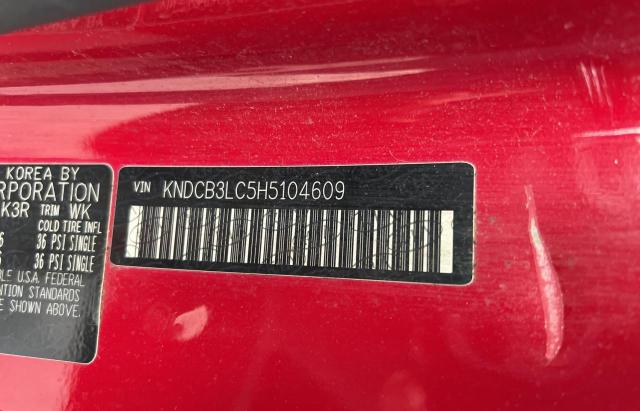 KOREA BY
RPORATION
K3R TRIM WK
COLD TIRE INFL
36 PSI SINGLE
36 PSI SINGLE
U.S.A. FEDERAL
STANDARDS
SHOWN ABOVE.
VIN KNDCB3LC5H5104609